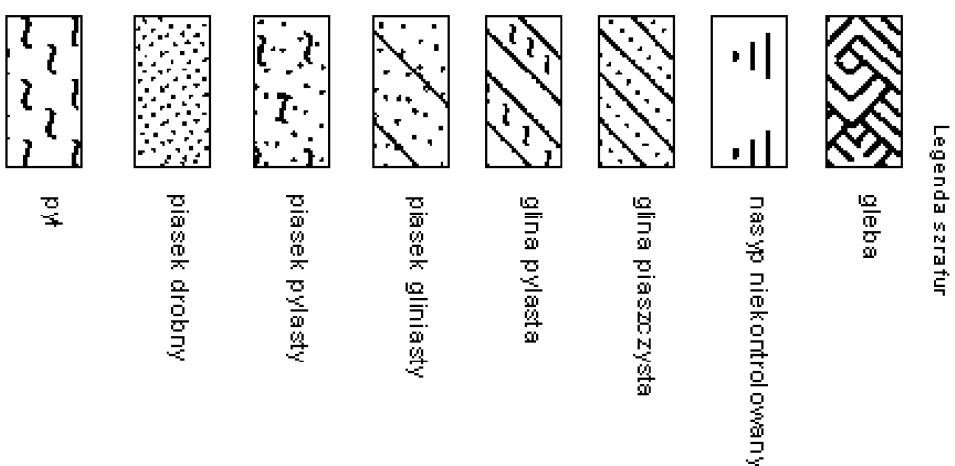 Legenda szrafur
gleba
nasyp niekontrolowany
glina piaszczysta
glina pylasta
piasek gliniasty
piasek pylasty
piasek drobny
pył